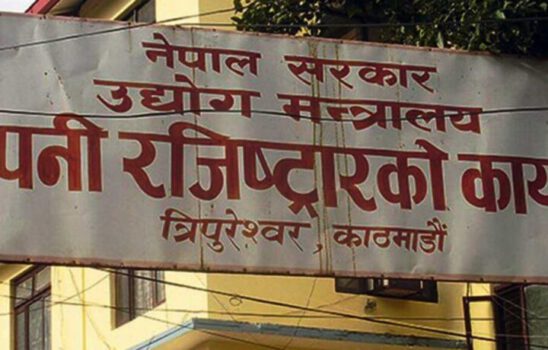 नेपाल सरकार
उद्योग मन्त्रालय
पनी रजिष्ट्रारको कार्य
त्रिपुरेश्वर, काठमाडौं